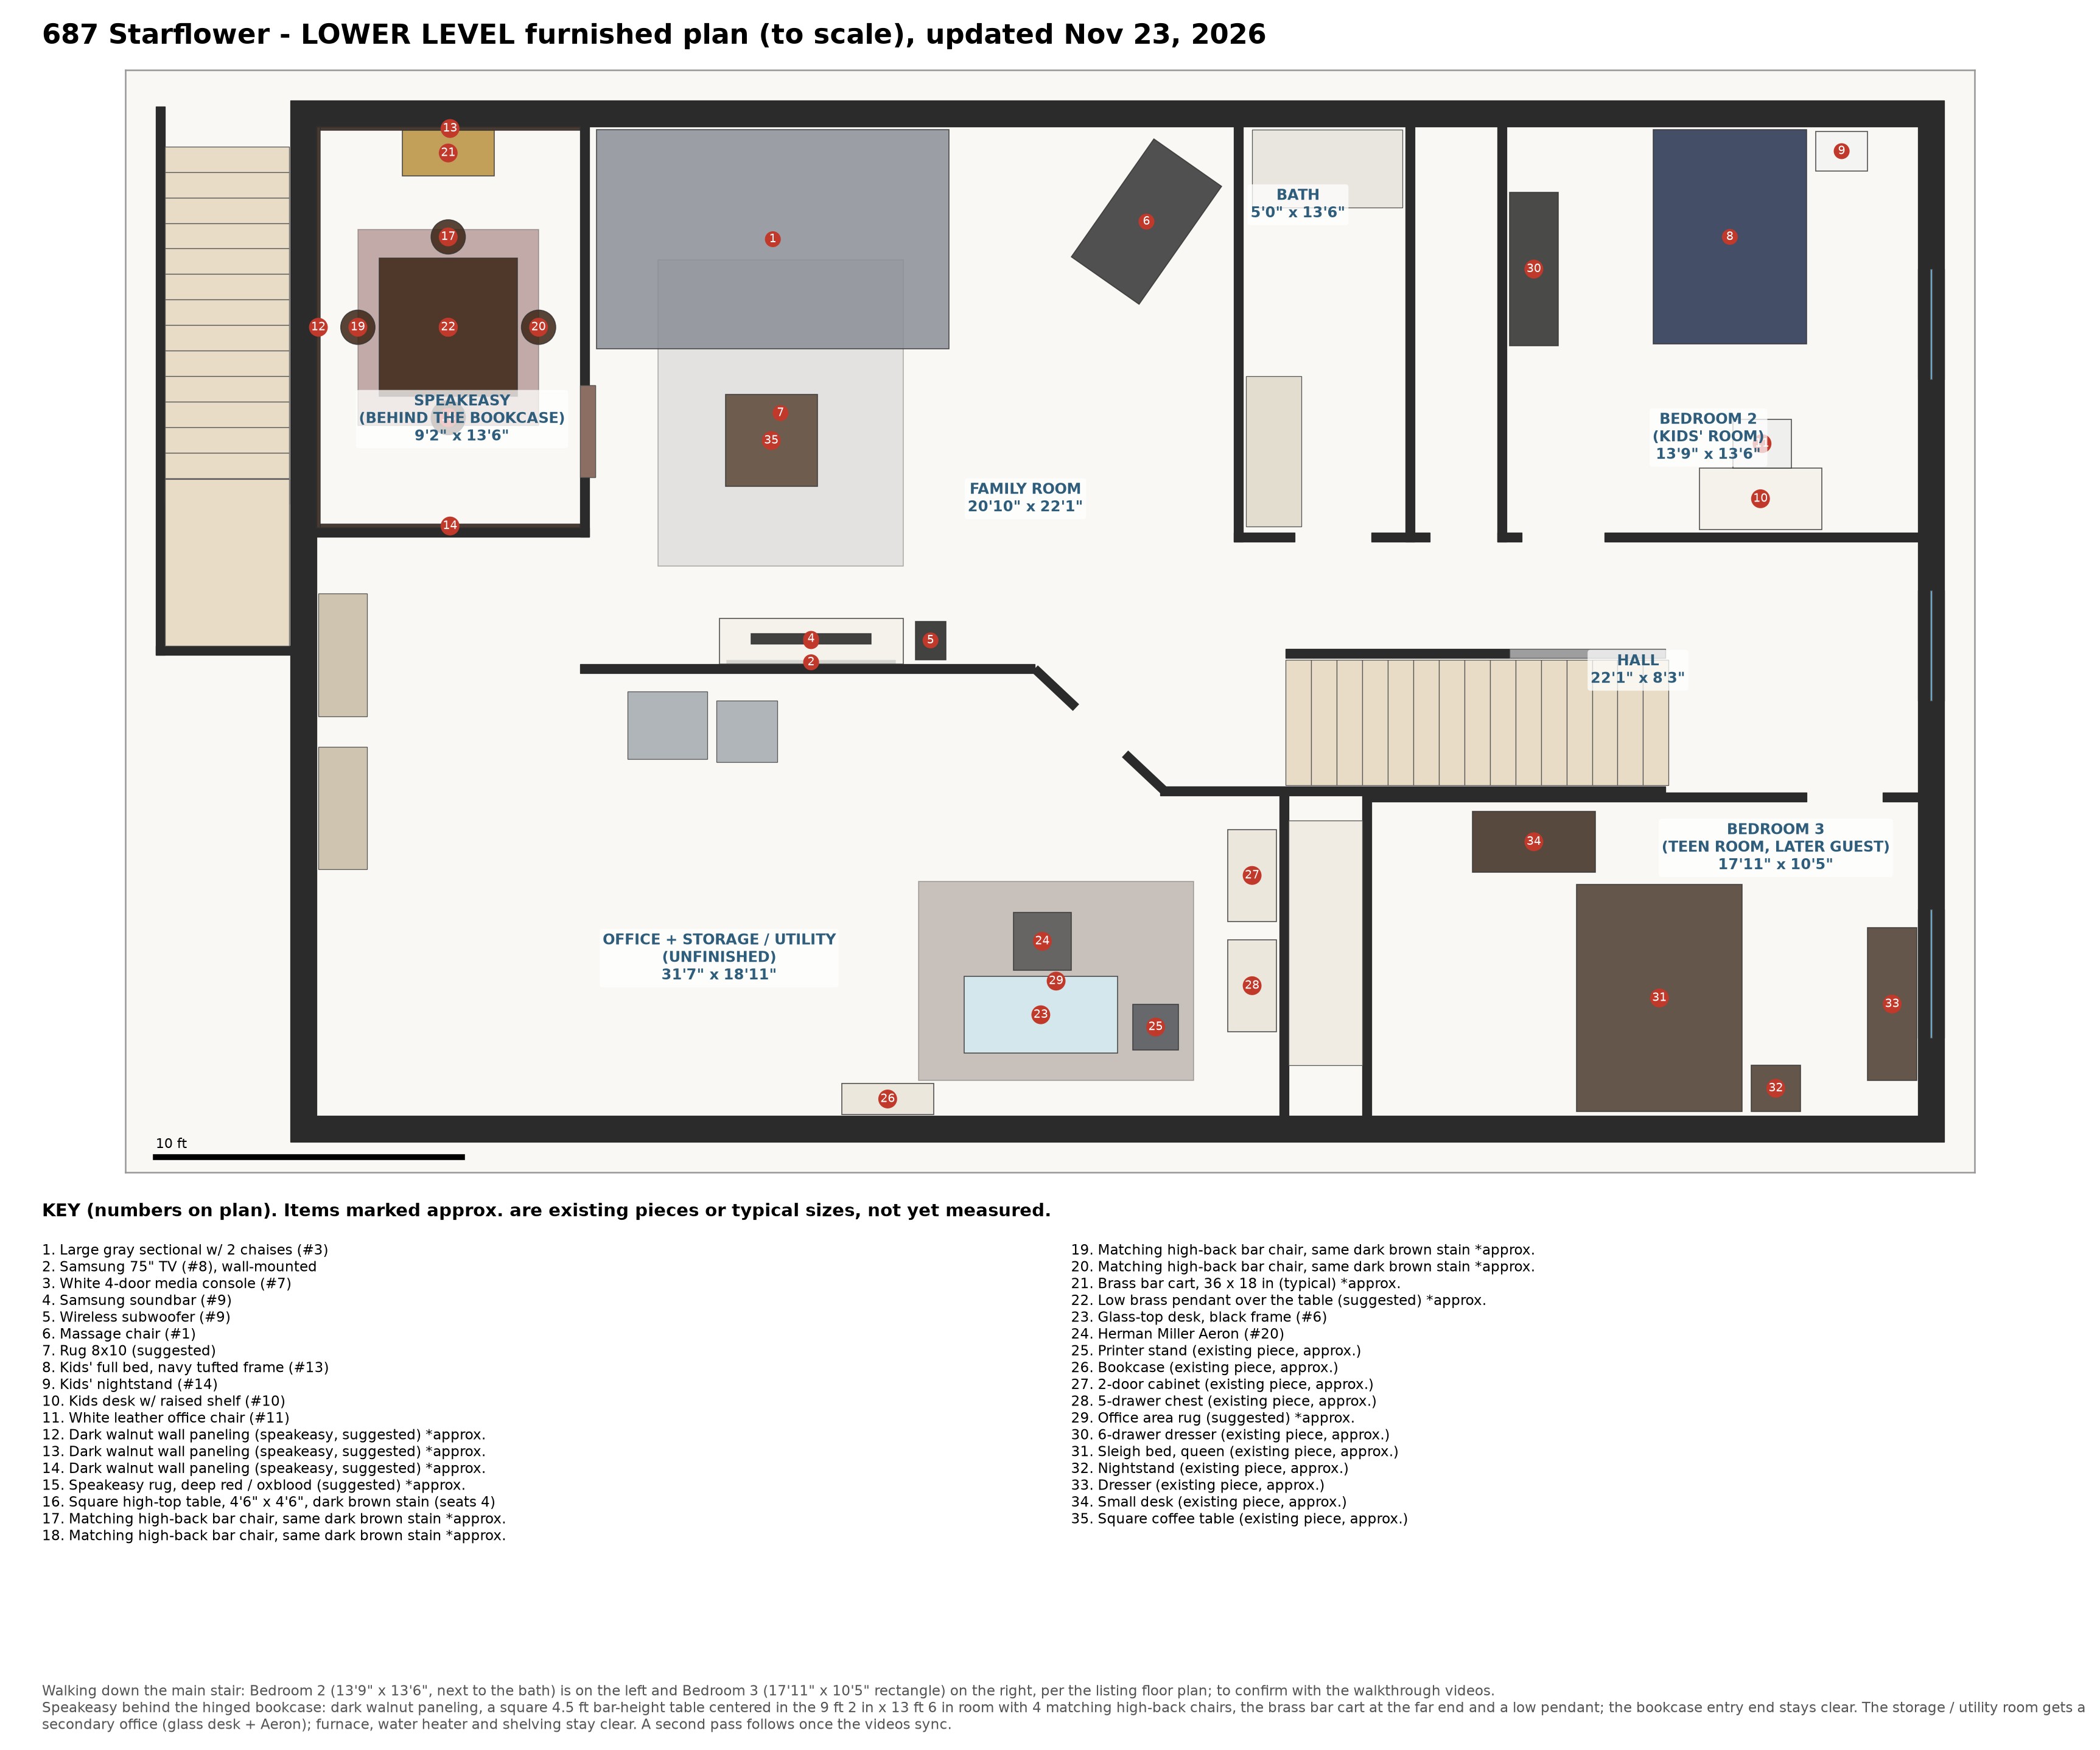 687 Starflower - LOWER LEVEL furnished plan (to scale), updated Nov 23, 2026
13
21
9
17
1
6
BATH
5'0" x 13'6"
8
30
12
19
22
20
SPEAKEASY
(BEHIND THE BOOKCASE)
9'2" x 13'6"
7
35
BEDROOM 2
(KIDS' ROOM)
13'9" x 13'6"
FAMILY ROOM
20'10" x 22'1"
10
14
4
5
2
HALL
22'1" x 8'3"
34
BEDROOM 3
(TEEN ROOM, LATER GUEST)
17'11" x 10'5"
27
OFFICE + STORAGE / UTILITY
(UNFINISHED)
31'7" x 18'11"
24
29
28
23
25
31
33
26
32
10 ft
KEY (numbers on plan). Items marked approx. are existing pieces or typical sizes, not yet measured.
1. Large gray sectional w/ 2 chaises (#3)
2. Samsung 75" TV (#8), wall-mounted
3. White 4-door media console (#7)
4. Samsung soundbar (#9)
5. Wireless subwoofer (#9)
6. Massage chair (#1)
7. Rug 8x10 (suggested)
8. Kids' full bed, navy tufted frame (#13)
9. Kids' nightstand (#14)
10. Kids desk w/ raised shelf (#10)
11. White leather office chair (#11)
12. Dark walnut wall paneling (speakeasy, suggested) *approx.
13. Dark walnut wall paneling (speakeasy, suggested) *approx.
14. Dark walnut wall paneling (speakeasy, suggested) *approx.
15. Speakeasy rug, deep red / oxblood (suggested) *approx.
16. Square high-top table, 4'6" x 4'6", dark brown stain (seats 4)
17. Matching high-back bar chair, same dark brown stain *approx.
18. Matching high-back bar chair, same dark brown stain *approx.
19. Matching high-back bar chair, same dark brown stain *approx.
20. Matching high-back bar chair, same dark brown stain *approx.
21. Brass bar cart, 36 x 18 in (typical) *approx.
22. Low brass pendant over the table (suggested) *approx.
23. Glass-top desk, black frame (#6)
24. Herman Miller Aeron (#20)
25. Printer stand (existing piece, approx.)
26. Bookcase (existing piece, approx.)
27. 2-door cabinet (existing piece, approx.)
28. 5-drawer chest (existing piece, approx.)
29. Office area rug (suggested) *approx.
30. 6-drawer dresser (existing piece, approx.)
31. Sleigh bed, queen (existing piece, approx.)
32. Nightstand (existing piece, approx.)
33. Dresser (existing piece, approx.)
34. Small desk (existing piece, approx.)
35. Square coffee table (existing piece, approx.)
Walking down the main stair: Bedroom 2 (13'9" x 13'6", next to the bath) is on the left and Bedroom 3 (17'11" x 10'5" rectangle) on the right, per the listing floor plan; to confirm with the walkthrough videos.
Speakeasy behind the hinged bookcase: dark walnut paneling, a square 4.5 ft bar-height table centered in the 9 ft 2 in x 13 ft 6 in room with 4 matching high-back chairs, the brass bar cart at the far end and a low pendant; the bookcase entry end stays clear. The storage / utility room gets a
secondary office (glass desk + Aeron); furnace, water heater and shelving stay clear. A second pass follows once the videos sync.